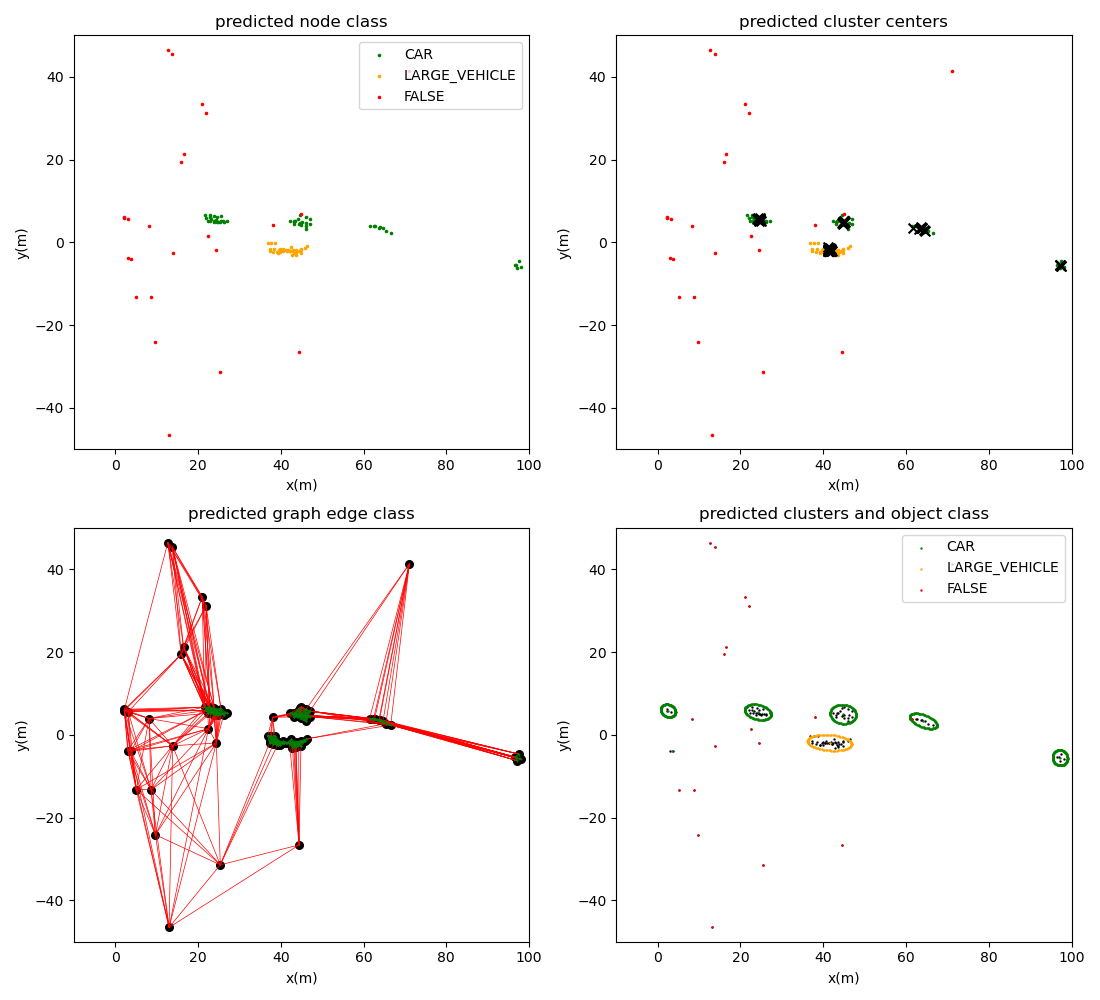 predicted node class
CAR
LARGE_VEHICLE
FALSE
y(m)
40
20
0
−20
−40
0
20
40
60
80
100
x(m)
predicted cluster centers
y(m)
40
20
0
−20
−40
0
20
40
60
80
100
x(m)
predicted graph edge class
y(m)
40
20
0
−20
−40
0
20
40
60
80
100
x(m)
predicted clusters and object class
CAR
LARGE_VEHICLE
FALSE
y(m)
40
20
0
−20
−40
0
20
40
60
80
100
x(m)